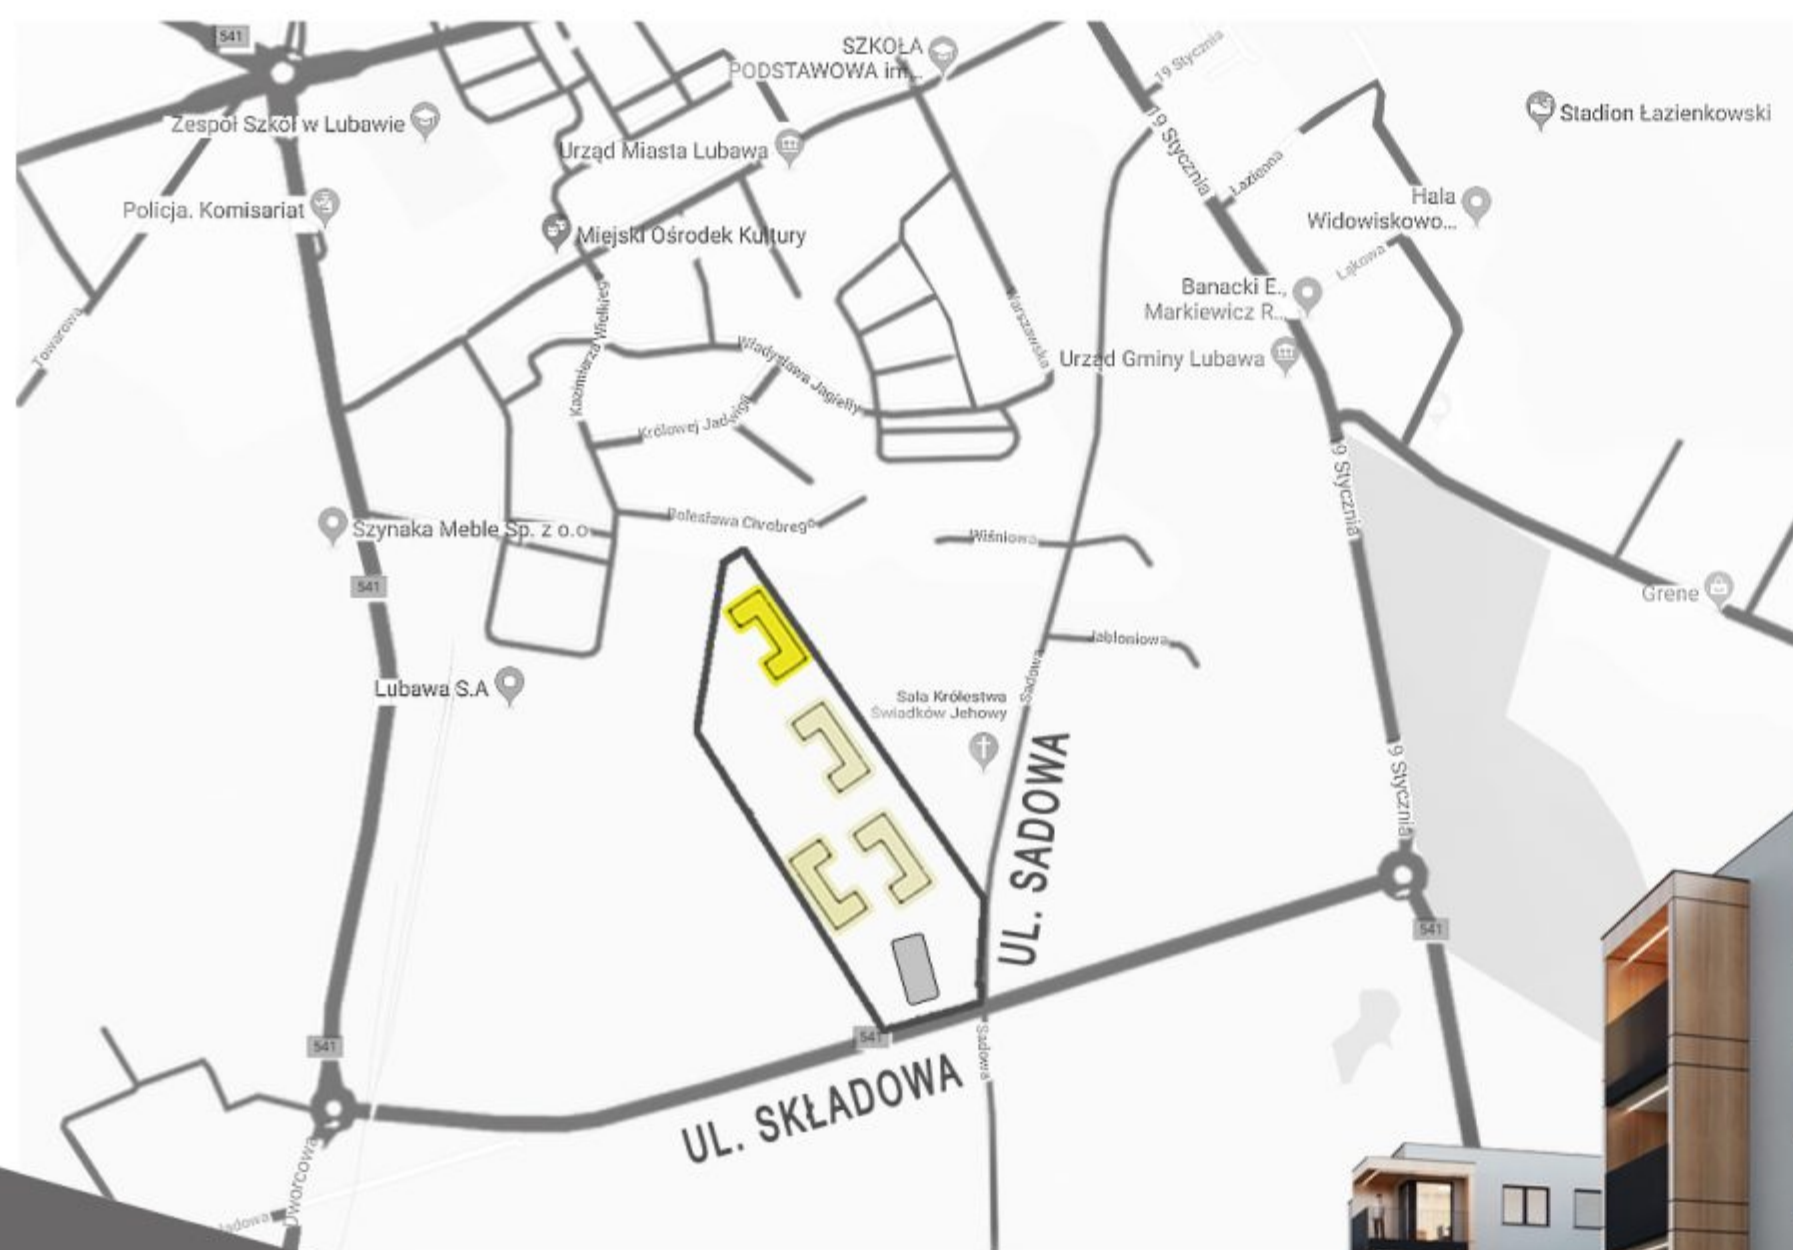 541
SZKOŁA
PODSTAWOWA im...
19 Stycznia
Zespół Szkół w Lubawie
Stadion Łazienkowski
Urząd Miasta Lubawa
19 Stycznia
Łazienna
Policja. Komisariat
Hala
Widowiskowo...
Miejski Ośrodek Kultury
Łąkowa
Banacki E.,
Markiewicz R...
Towarowa
Kazimierza Wielkiego
Warszawska
Władysława Jagiełły
Urząd Gminy Lubawa
Królowej Jadwigi
19 Stycznia
Szynaka Meble Sp. z o.o
Bolesława Chrobrego
Wiśniowa
541
Grene
Jabłoniowa
Lubawa S.A
Sadowa
Sala Królestwa
Świadków Jehowy
19 Stycznia
UL. SADOWA
541
541
541
Sadowa
UL. SKŁADOWA
Dworcowa